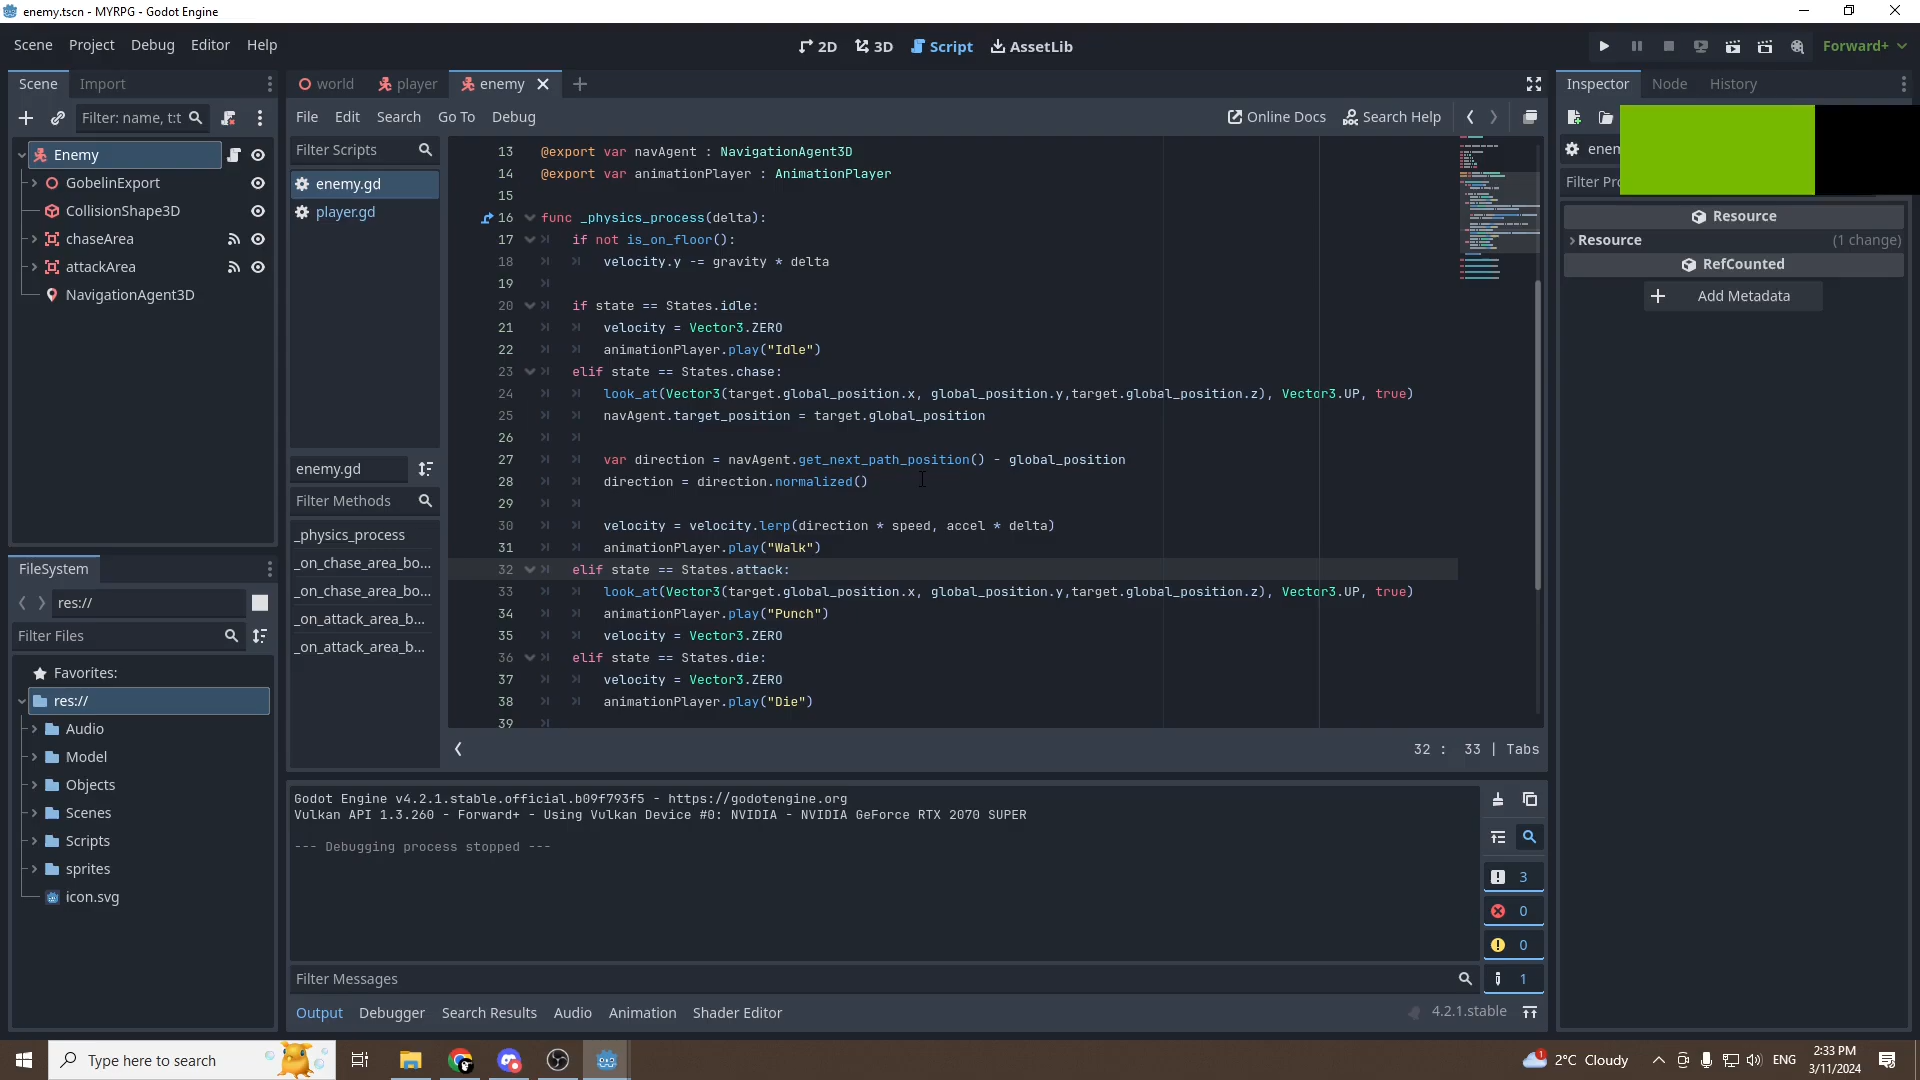 enemy.tscn - MYRPG - Godot Engine
Scene Project Debug Editor Help
2D 3D Script AssetLib
Forward+
Scene Import
Filter: name, t:t
Enemy
GobelinExport
CollisionShape3D
chaseArea
attackArea
NavigationAgent3D
FileSystem
res://
Filter Files
Favorites:
res://
Audio
Model
Objects
Scenes
Scripts
sprites
icon.svg
world player enemy
File Edit Search Go To Debug
Online Docs Search Help
Filter Scripts
enemy.gd
player.gd
enemy.gd
Filter Methods
_physics_process
_on_chase_area_bo...
_on_chase_area_bo...
_on_attack_area_b...
_on_attack_area_b...
13 @export var navAgent : NavigationAgent3D
14 @export var animationPlayer : AnimationPlayer
15
16 func _physics_process(delta):
17 if not is_on_floor():
18 velocity.y -= gravity * delta
19
20 if state == States.idle:
21 velocity = Vector3.ZERO
22 animationPlayer.play("Idle")
23 elif state == States.chase:
24 look_at(Vector3(target.global_position.x, global_position.y,target.global_position.z), Vector3.UP, true)
25 navAgent.target_position = target.global_position
26
27 var direction = navAgent.get_next_path_position() - global_position
28 direction = direction.normalized()
29
30 velocity = velocity.lerp(direction * speed, accel * delta)
31 animationPlayer.play("Walk")
32 elif state == States.attack:
33 look_at(Vector3(target.global_position.x, global_position.y,target.global_position.z), Vector3.UP, true)
34 animationPlayer.play("Punch")
35 velocity = Vector3.ZERO
36 elif state == States.die:
37 velocity = Vector3.ZERO
38 animationPlayer.play("Die")
39
32 : 33 | Tabs
Godot Engine v4.2.1.stable.official.b09f793f5 - https://godotengine.org
Vulkan API 1.3.260 - Forward+ - Using Vulkan Device #0: NVIDIA - NVIDIA GeForce RTX 2070 SUPER
--- Debugging process stopped ---
3
0
0
1
Filter Messages
Output Debugger Search Results Audio Animation Shader Editor
4.2.1.stable
Inspector Node History
Resource
Resource (1 change)
RefCounted
Add Metadata
Type here to search
2°C Cloudy
ENG
2:33 PM
3/11/2024